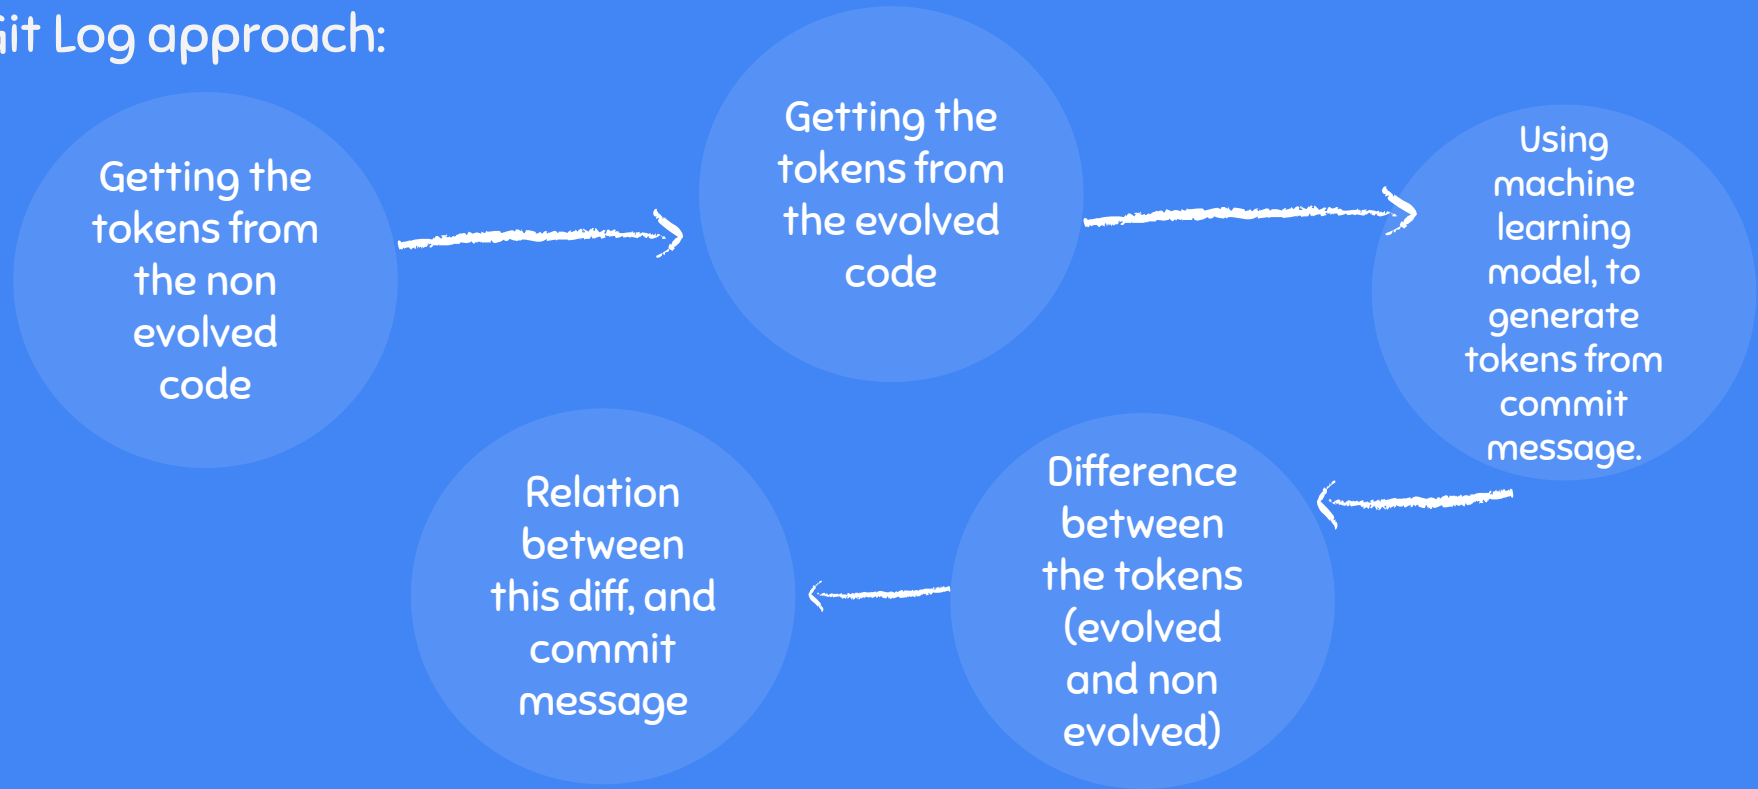 Git Log approach:
Getting the
tokens from
the non
evolved
code
Getting the
tokens from
the evolved
code
Using
machine
learning
model, to
generate
tokens from
commit
message.
Difference
between
the tokens
(evolved
and non
evolved)
Relation
between
this diff, and
commit
message